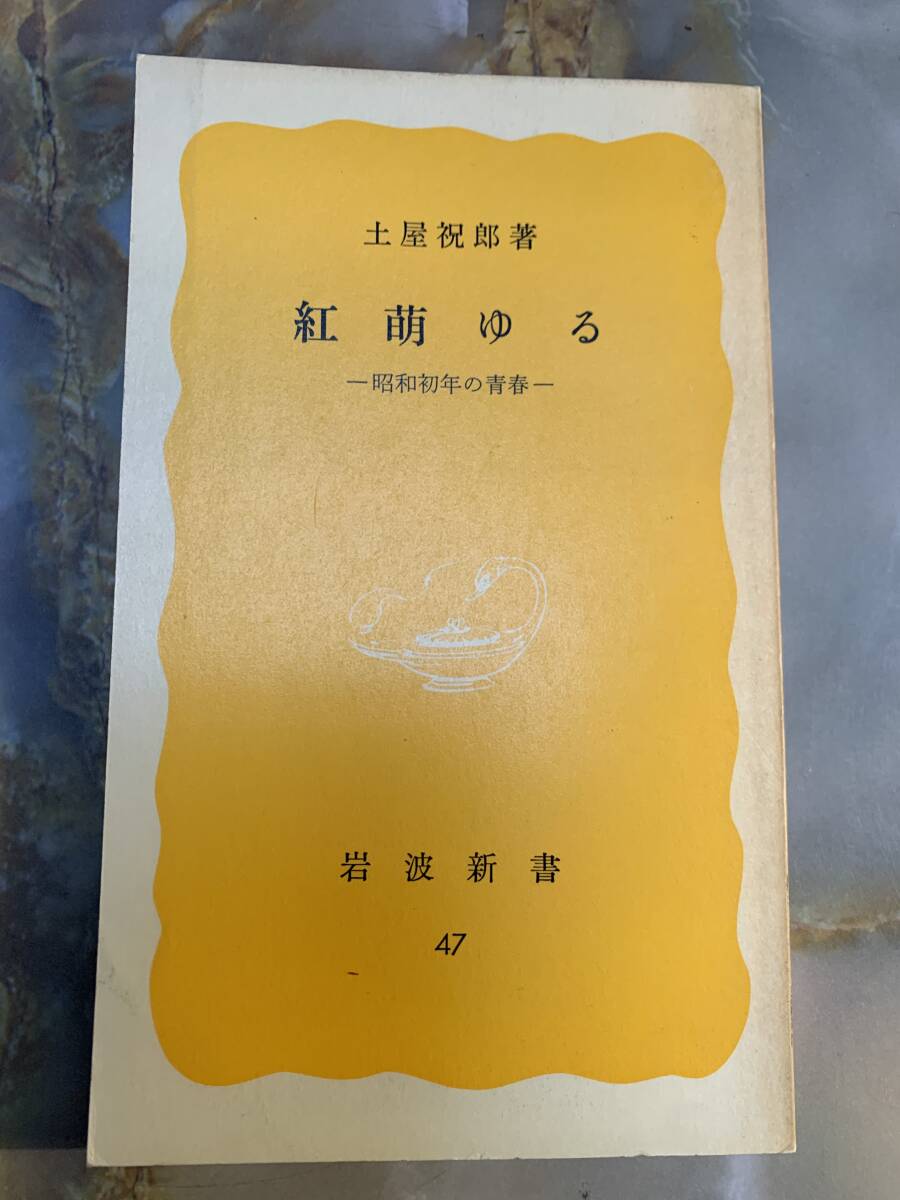 土屋祝郎著
紅萌ゆる
—昭和初年の青春—
岩波新書
47